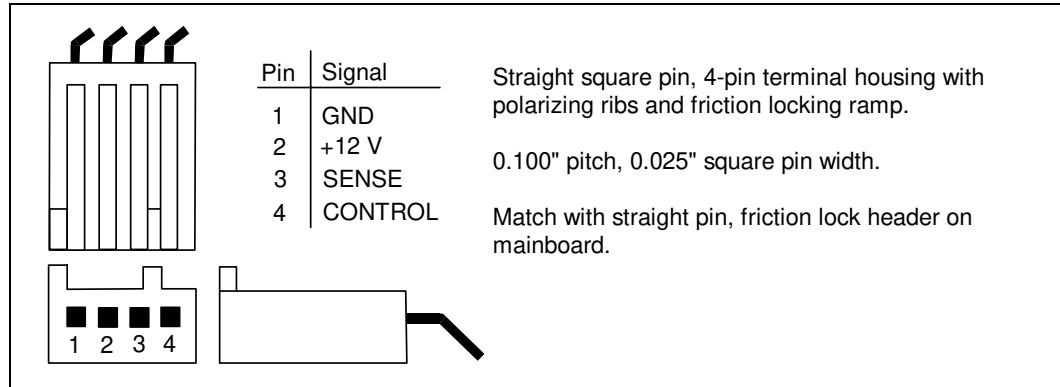 Pin Signal
1 GND
2 +12 V
3 SENSE
4 CONTROL
Straight square pin, 4-pin terminal housing with
polarizing ribs and friction locking ramp.
0.100" pitch, 0.025" square pin width.
Match with straight pin, friction lock header on
mainboard.
1 2 3 4